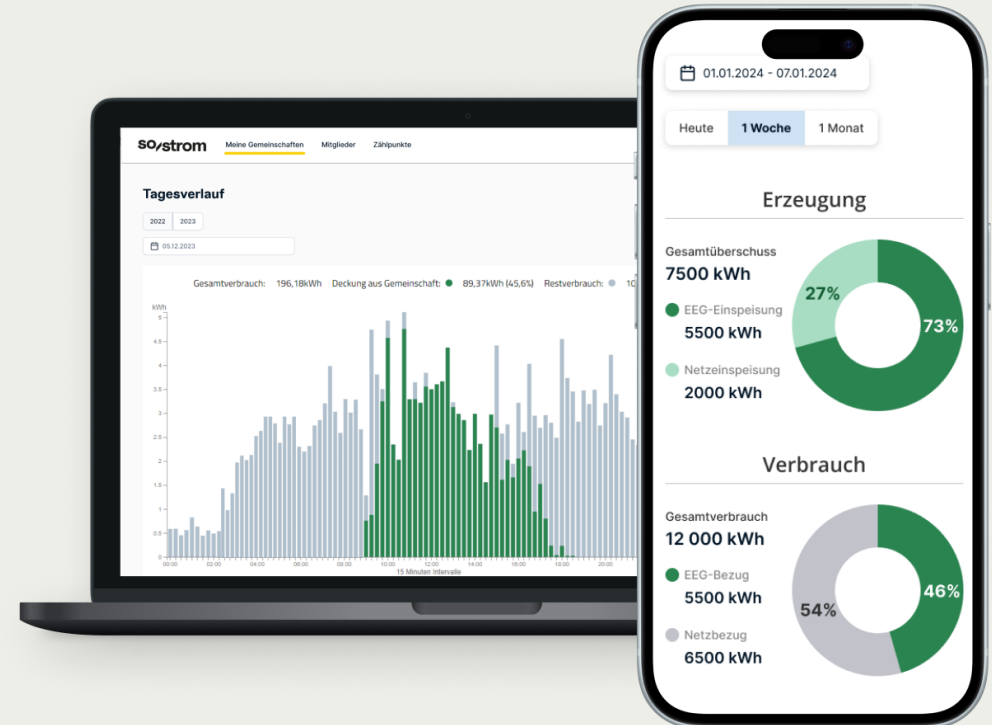 so/strom Meine Gemeinschaften Mitglieder Zählpunkte
Tagesverlauf
2022 2023
05.12.2023
Gesamtverbrauch: 196,18kWh Deckung aus Gemeinschaft: 89,37kWh (45,6%) Restverbrauch: 10
kWh
5
4.5
4
3.5
3
2.5
2
1.5
1
0.5
0
00:00 02:00 04:00 06:00 08:00 10:00 12:00 14:00 16:00 18:00 20:00
15 Minuten Intervalle
01.01.2024 - 07.01.2024
Heute 1 Woche 1 Monat
Erzeugung
Gesamtüberschuss
7500 kWh
EEG-Einspeisung
5500 kWh
Netzeinspeisung
2000 kWh
27%
73%
Verbrauch
Gesamtverbrauch
12 000 kWh
EEG-Bezug
5500 kWh
Netzbezug
6500 kWh
46%
54%